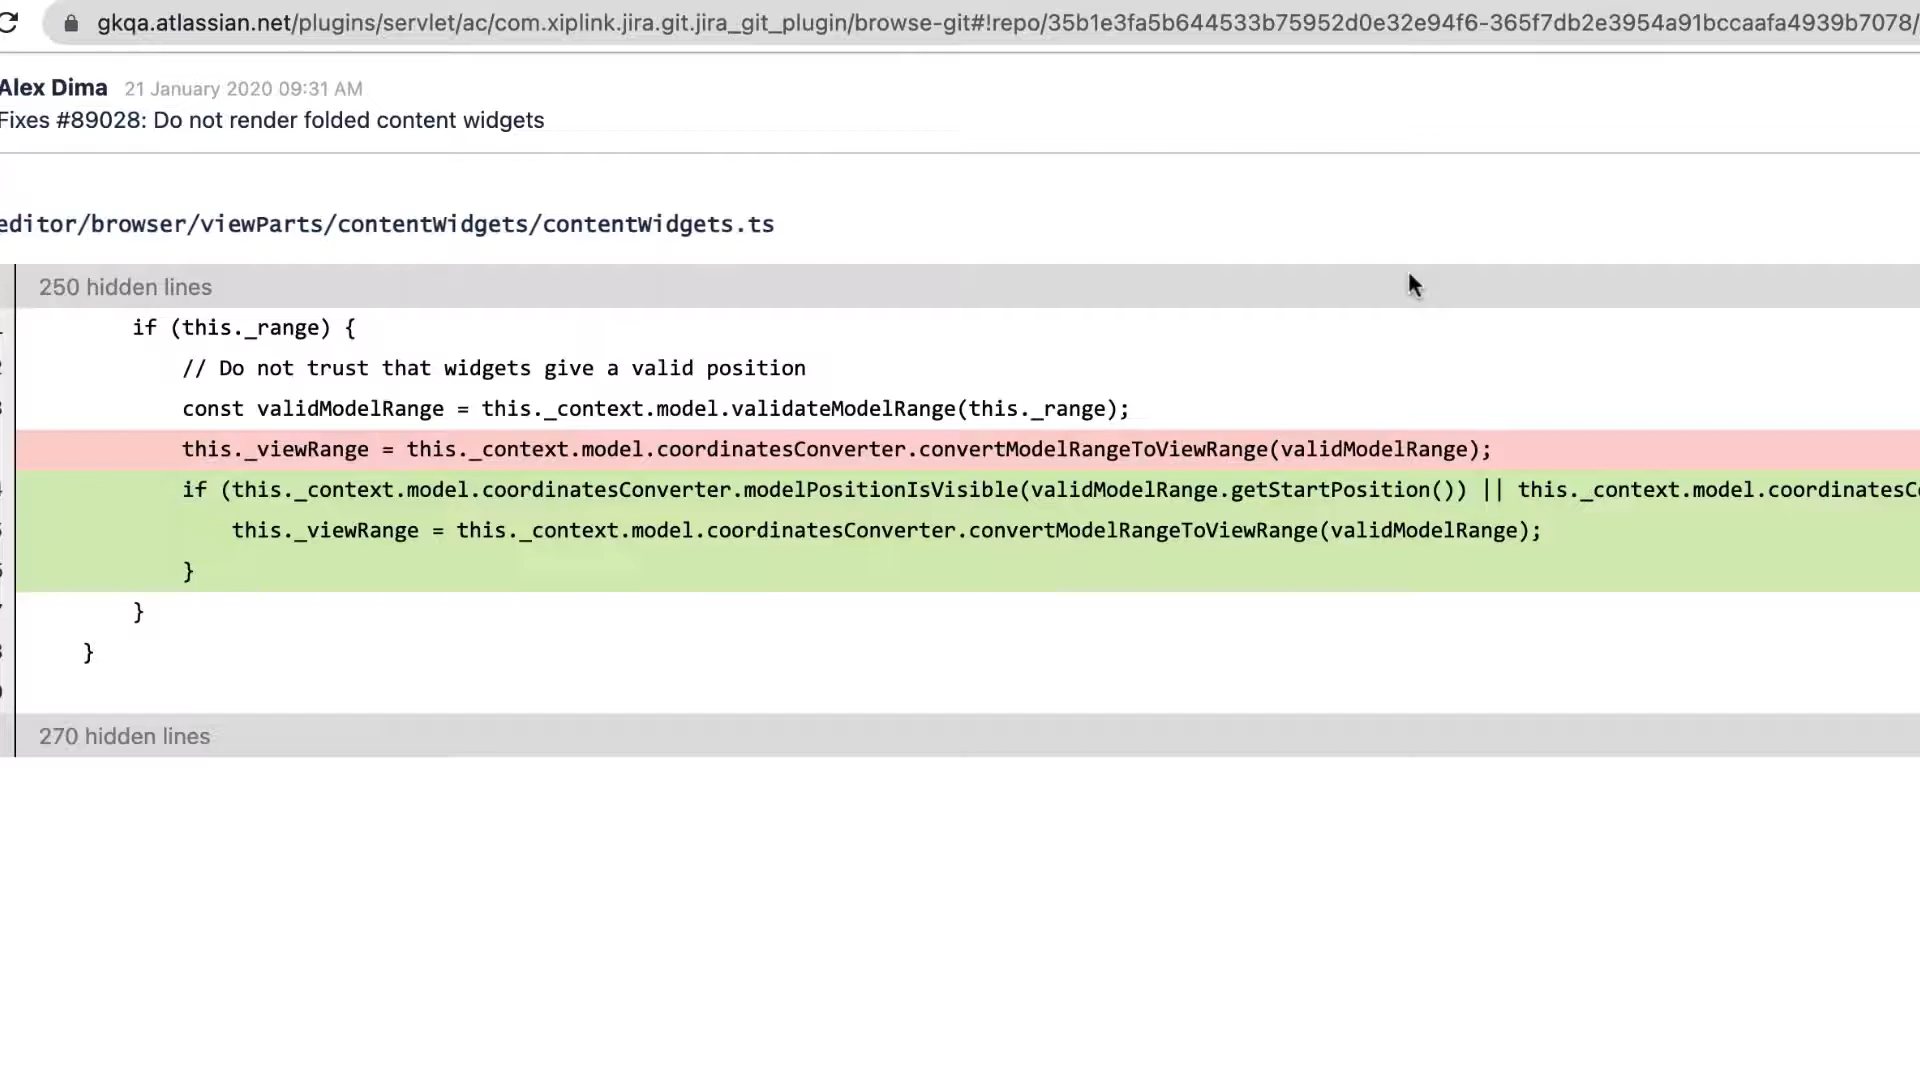 gkqa.atlassian.net/plugins/servlet/ac/com.xiplink.jira.git.jira_git_plugin/browse-git#!repo/35b1e3fa5b644533b75952d0e32e94f6-365f7db2e3954a91bccaafa4939b7078/
Alex Dima 21 January 2020 09:31 AM
Fixes #89028: Do not render folded content widgets
editor/browser/viewParts/contentWidgets/contentWidgets.ts
250 hidden lines
if (this._range) {
// Do not trust that widgets give a valid position
const validModelRange = this._context.model.validateModelRange(this._range);
this._viewRange = this._context.model.coordinatesConverter.convertModelRangeToViewRange(validModelRange);
if (this._context.model.coordinatesConverter.modelPositionIsVisible(validModelRange.getStartPosition()) || this._context.model.coordinatesC
this._viewRange = this._context.model.coordinatesConverter.convertModelRangeToViewRange(validModelRange);
}
}
}
270 hidden lines